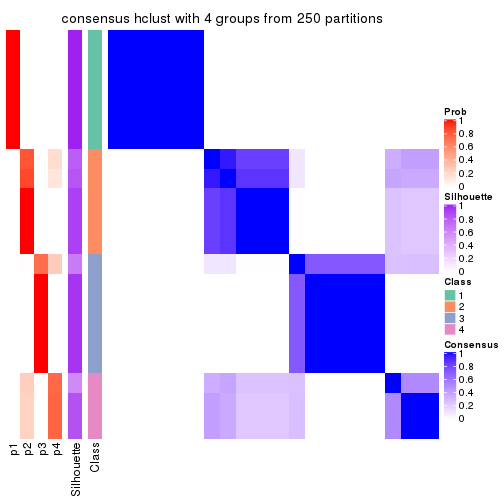 consensus hclust with 4 groups from 250 partitions
Prob
1
0.8
0.6
0.4
0.2
0
Silhouette
1
0.8
0.6
0.4
0.2
0
Class
1
2
3
4
Consensus
1
0.8
0.6
0.4
0.2
0
p1
p2
p3
p4
Silhouette
Class